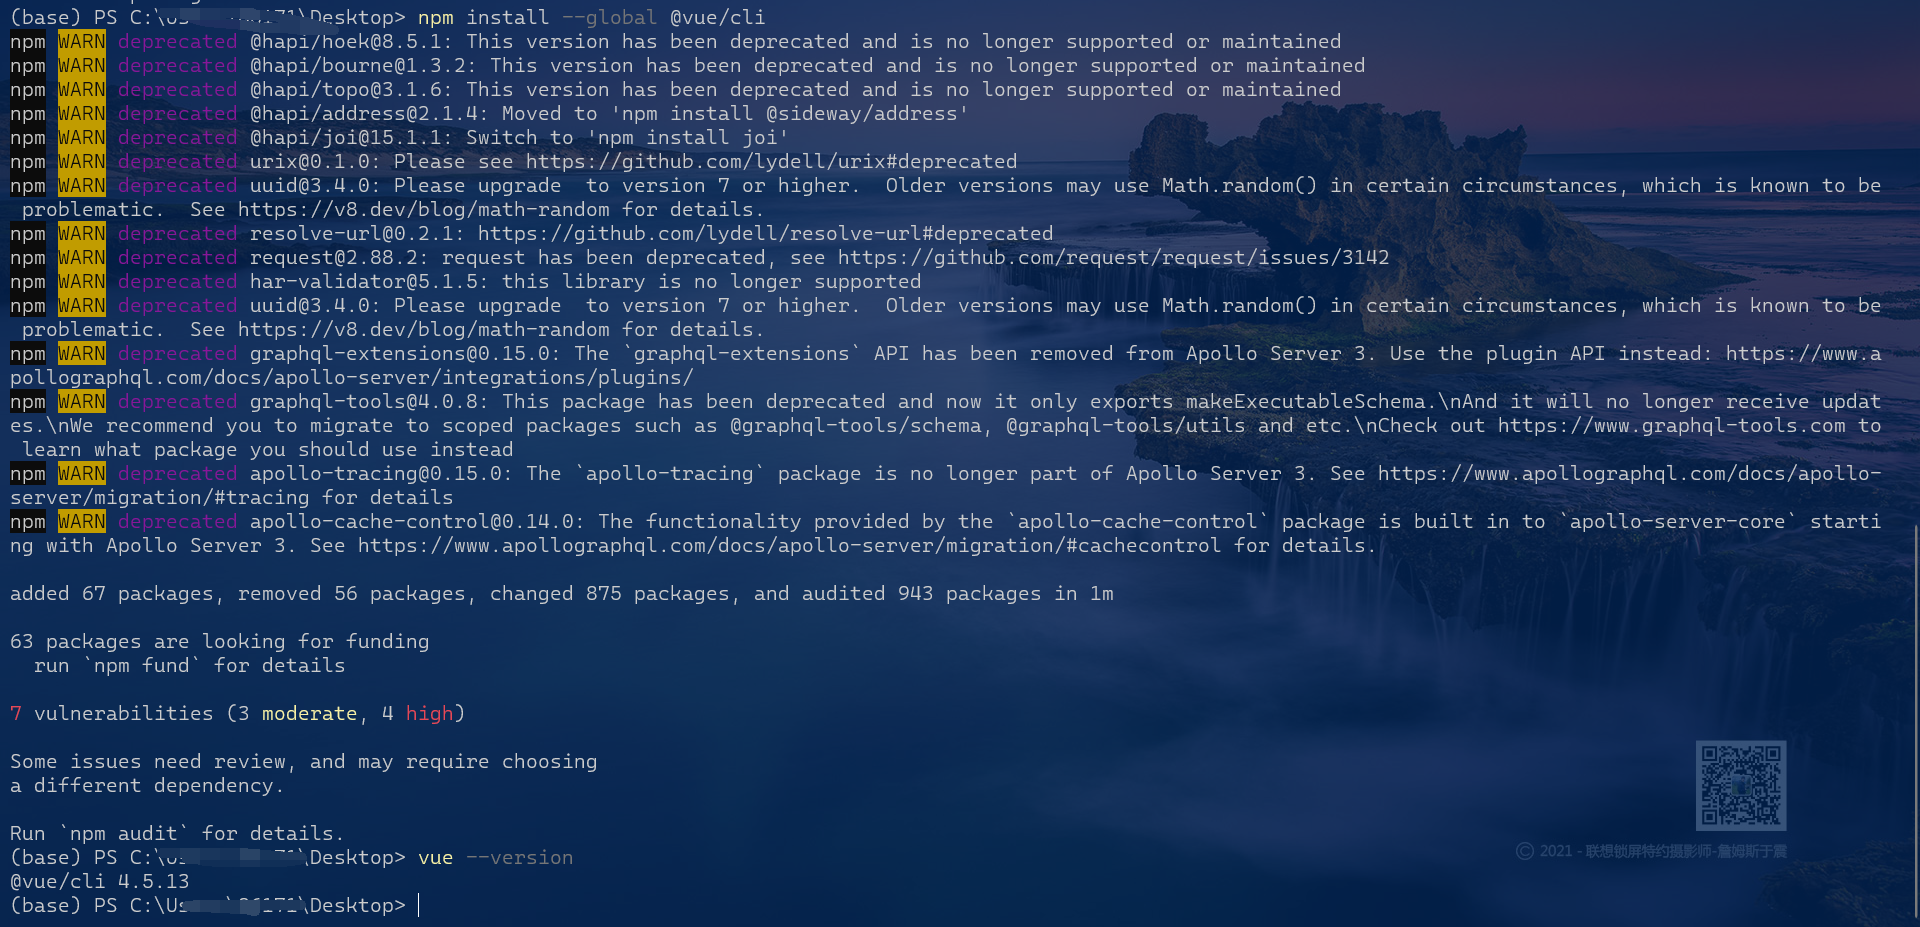 (base) PS C:\Desktop> npm install --global @vue/cli
npm WARN deprecated @hapi/hoek@8.5.1: This version has been deprecated and is no longer supported or maintained
npm WARN deprecated @hapi/bourne@1.3.2: This version has been deprecated and is no longer supported or maintained
npm WARN deprecated @hapi/topo@3.1.6: This version has been deprecated and is no longer supported or maintained
npm WARN deprecated @hapi/address@2.1.4: Moved to 'npm install @sideway/address'
npm WARN deprecated @hapi/joi@15.1.1: Switch to 'npm install joi'
npm WARN deprecated urix@0.1.0: Please see https://github.com/lydell/urix#deprecated
npm WARN deprecated uuid@3.4.0: Please upgrade  to version 7 or higher.  Older versions may use Math.random() in certain circumstances, which is known to be
 problematic.  See https://v8.dev/blog/math-random for details.
npm WARN deprecated resolve-url@0.2.1: https://github.com/lydell/resolve-url#deprecated
npm WARN deprecated request@2.88.2: request has been deprecated, see https://github.com/request/request/issues/3142
npm WARN deprecated har-validator@5.1.5: this library is no longer supported
npm WARN deprecated uuid@3.4.0: Please upgrade  to version 7 or higher.  Older versions may use Math.random() in certain circumstances, which is known to be
 problematic.  See https://v8.dev/blog/math-random for details.
npm WARN deprecated graphql-extensions@0.15.0: The `graphql-extensions` API has been removed from Apollo Server 3. Use the plugin API instead: https://www.a
pollographql.com/docs/apollo-server/integrations/plugins/
npm WARN deprecated graphql-tools@4.0.8: This package has been deprecated and now it only exports makeExecutableSchema.\nAnd it will no longer receive updat
es.\nWe recommend you to migrate to scoped packages such as @graphql-tools/schema, @graphql-tools/utils and etc.\nCheck out https://www.graphql-tools.com to
 learn what package you should use instead
npm WARN deprecated apollo-tracing@0.15.0: The `apollo-tracing` package is no longer part of Apollo Server 3. See https://www.apollographql.com/docs/apollo-
server/migration/#tracing for details
npm WARN deprecated apollo-cache-control@0.14.0: The functionality provided by the `apollo-cache-control` package is built in to `apollo-server-core` starti
ng with Apollo Server 3. See https://www.apollographql.com/docs/apollo-server/migration/#cachecontrol for details.
added 67 packages, removed 56 packages, changed 875 packages, and audited 943 packages in 1m
63 packages are looking for funding
  run `npm fund` for details
7 vulnerabilities (3 moderate, 4 high)
Some issues need review, and may require choosing
a different dependency.
Run `npm audit` for details.
(base) PS C:\Desktop> vue --version
@vue/cli 4.5.13
(base) PS C:\Desktop>
© 2021 - 联想锁屏特约摄影师-詹姆斯于震